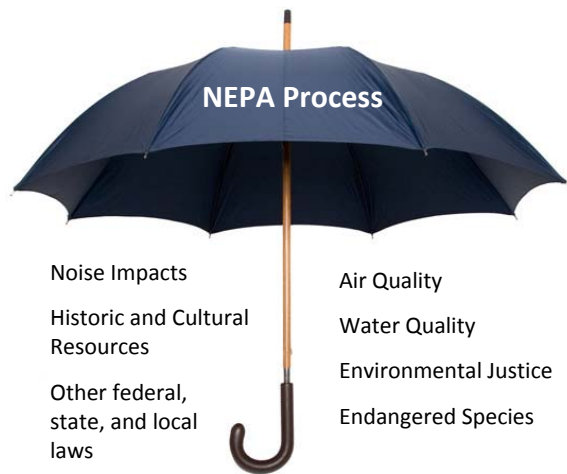 NEPA Process
Noise Impacts
Historic and Cultural
Resources
Other federal,
state, and local
laws
Air Quality
Water Quality
Environmental Justice
Endangered Species